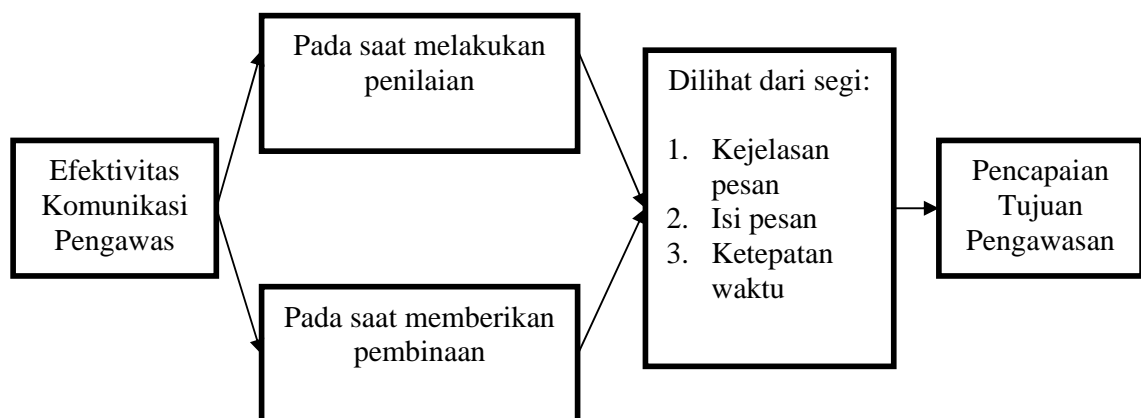 Efektivitas
Komunikasi
Pengawas
Pada saat melakukan
penilaian
Pada saat memberikan
pembinaan
Dilihat dari segi:
1. Kejelasan
pesan
2. Isi pesan
3. Ketepatan
waktu
Pencapaian
Tujuan
Pengawasan